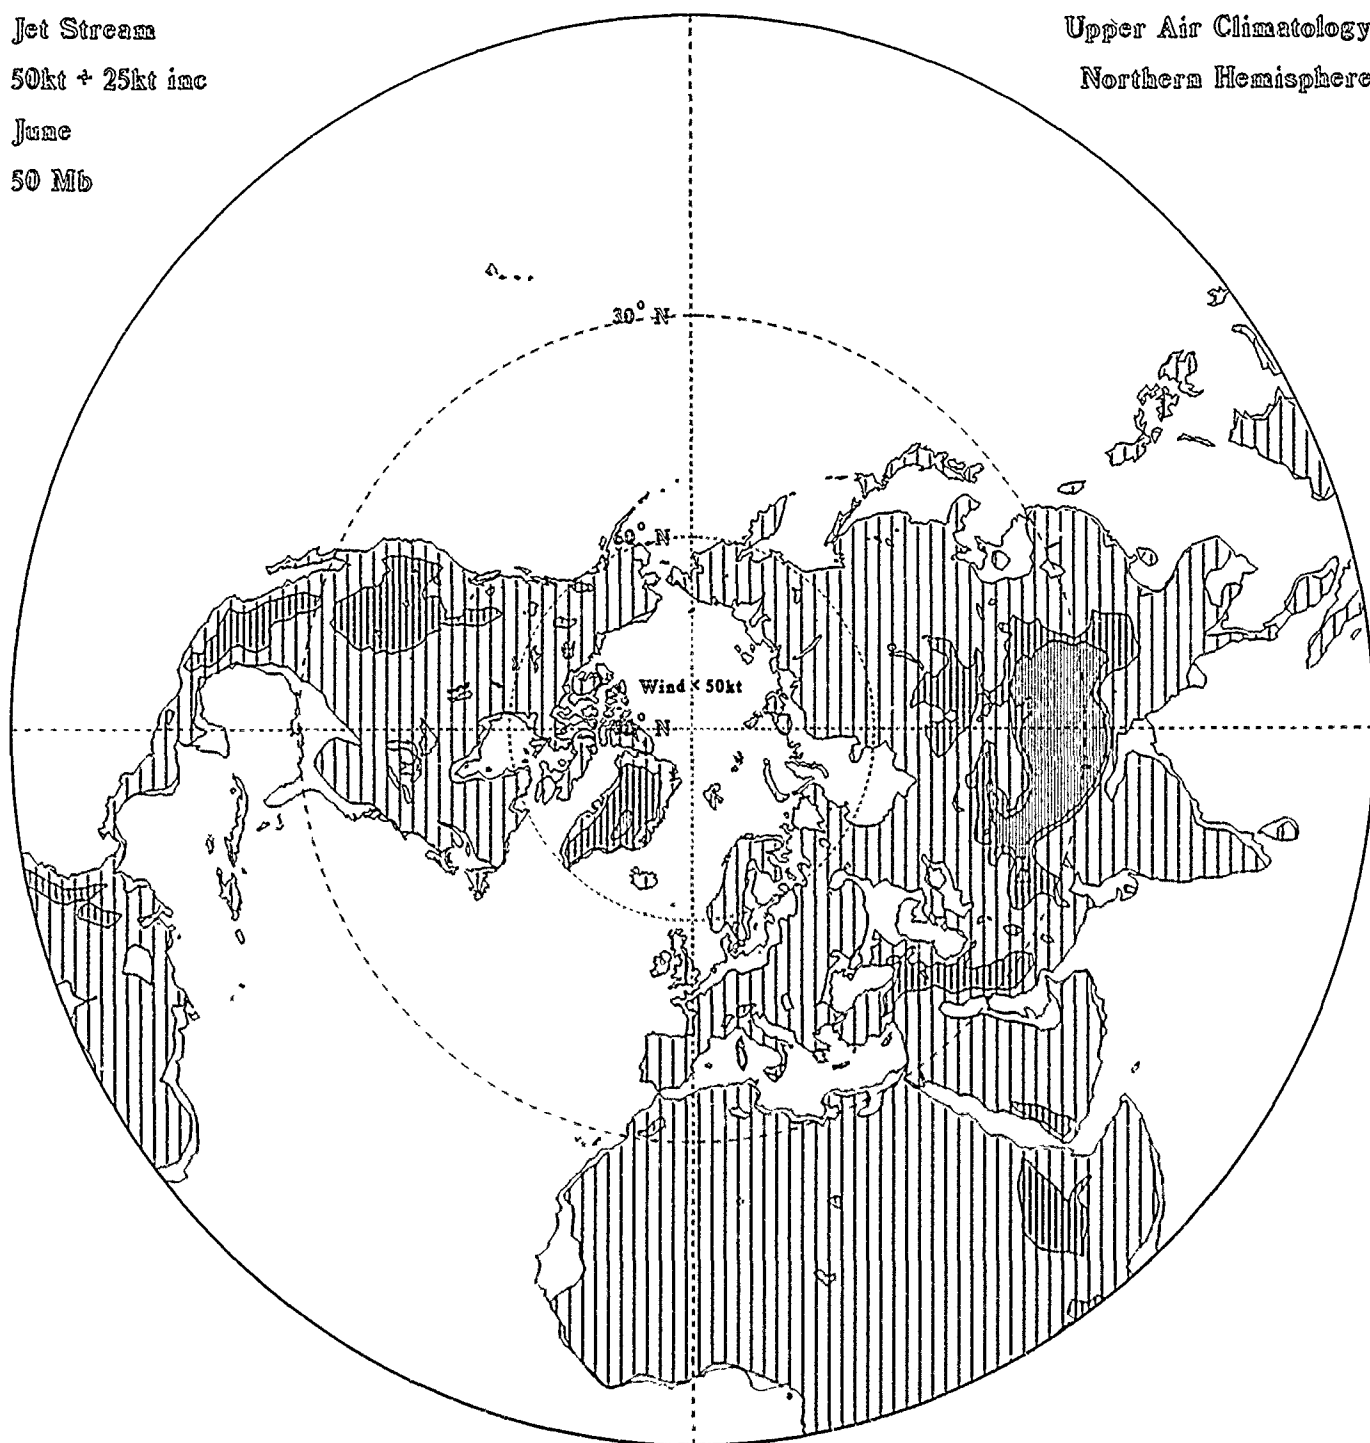 Jet Stream
50kt + 25kt inc
June
50 Mb
Upper Air Climatology
Northern Hemisphere
30° N
60° N
Wind < 50kt
° N